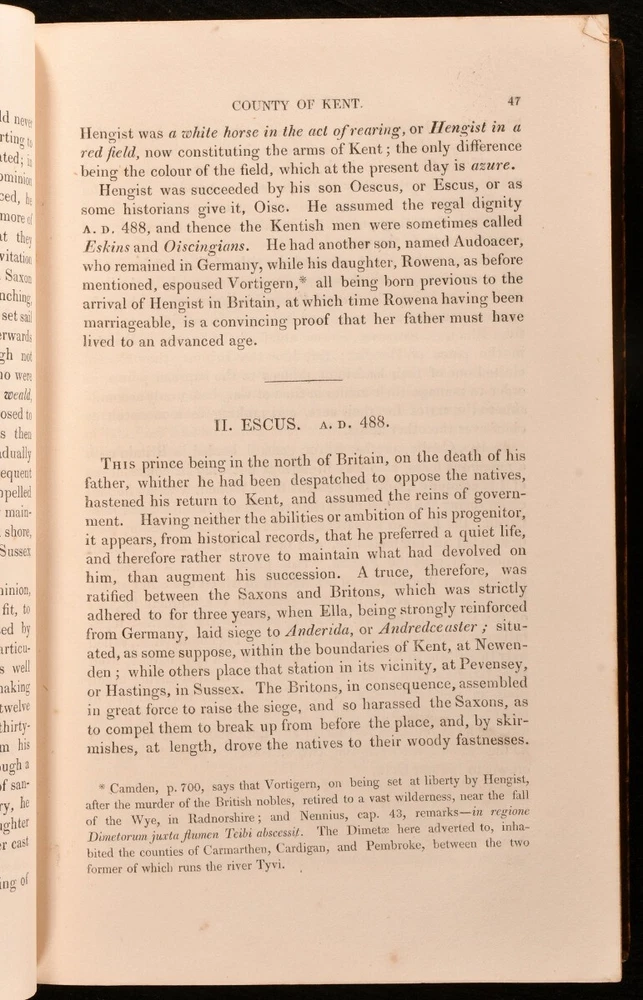 COUNTY OF KENT. 47
Hengist was a white horse in the act of rearing, or Hengist in a
red field, now constituting the arms of Kent; the only difference
being the colour of the field, which at the present day is azure.
Hengist was succeeded by his son Oescus, or Escus, or as
some historians give it, Oisc. He assumed the regal dignity
A. D. 488, and thence the Kentish men were sometimes called
Eskins and Oiscingians. He had another son, named Audoacer,
who remained in Germany, while his daughter, Rowena, as before
mentioned, espoused Vortigern,* all being born previous to the
arrival of Hengist in Britain, at which time Rowena having been
marriageable, is a convincing proof that her father must have
lived to an advanced age.
II. ESCUS. A. D. 488.
THIS prince being in the north of Britain, on the death of his
father, whither he had been despatched to oppose the natives,
hastened his return to Kent, and assumed the reins of govern-
ment. Having neither the abilities or ambition of his progenitor,
it appears, from historical records, that he preferred a quiet life,
and therefore rather strove to maintain what had devolved on
him, than augment his succession. A truce, therefore, was
ratified between the Saxons and Britons, which was strictly
adhered to for three years, when Ella, being strongly reinforced
from Germany, laid siege to Anderida, or Andredceaster; situ-
ated, as some suppose, within the boundaries of Kent, at Newen-
den; while others place that station in its vicinity, at Pevensey,
or Hastings, in Sussex. The Britons, in consequence, assembled
in great force to raise the siege, and so harassed the Saxons, as
to compel them to break up from before the place, and, by skir-
mishes, at length, drove the natives to their woody fastnesses.
* Camden, p. 700, says that Vortigern, on being set at liberty by Hengist,
after the murder of the British nobles, retired to a vast wilderness, near the fall
of the Wye, in Radnorshire; and Nennius, cap. 43, remarks—in regione
Dimetorum juxta flumen Teibi abscessit. The Dimetæ here adverted to, inha-
bited the counties of Carmarthen, Cardigan, and Pembroke, between the two
former of which runs the river Tyvi.